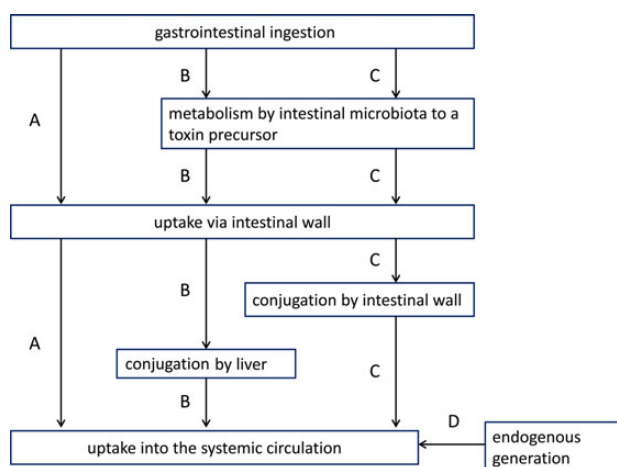 gastrointestinal ingestion
B
C
A
metabolism by intestinal microbiota to a
toxin precursor
B
C
uptake via intestinal wall
C
B
conjugation by intestinal wall
A
conjugation by liver
C
B
D
uptake into the systemic circulation
endogenous
generation